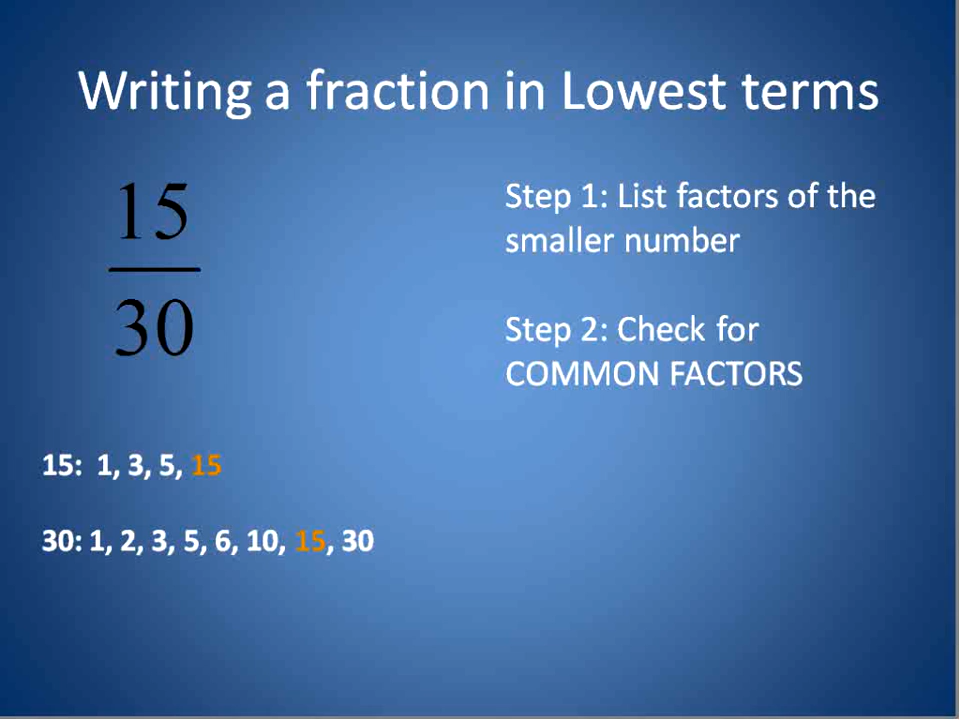 Writing a fraction in Lowest terms
15
30
Step 1: List factors of the
smaller number
Step 2: Check for
COMMON FACTORS
15: 1, 3, 5, 15
30: 1, 2, 3, 5, 6, 10, 15, 30